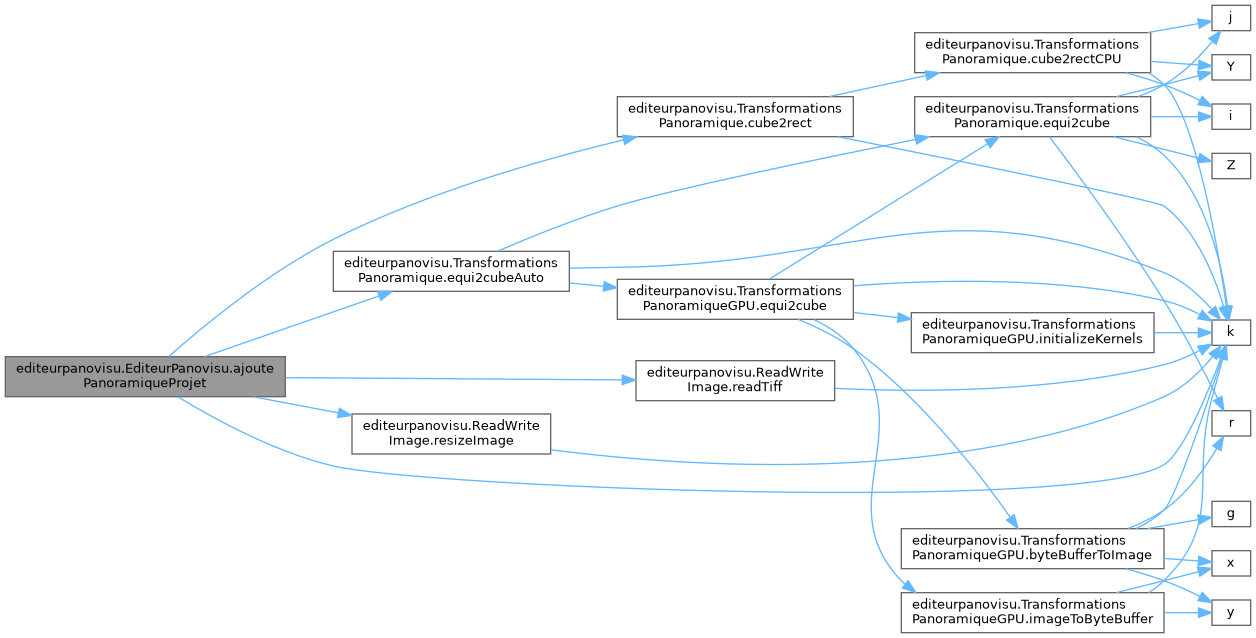 editeurpanovisu.EditeurPanovisu.ajoute
PanoramiqueProjet
editeurpanovisu.Transformations
Panoramique.equi2cubeAuto
editeurpanovisu.ReadWrite
Image.resizeImage
editeurpanovisu.Transformations
Panoramique.cube2rect
editeurpanovisu.Transformations
PanoramiqueGPU.equi2cube
editeurpanovisu.ReadWrite
Image.readTiff
editeurpanovisu.Transformations
Panoramique.cube2rectCPU
editeurpanovisu.Transformations
Panoramique.equi2cube
editeurpanovisu.Transformations
PanoramiqueGPU.initializeKernels
editeurpanovisu.Transformations
PanoramiqueGPU.byteBufferToImage
editeurpanovisu.Transformations
PanoramiqueGPU.imageToByteBuffer
j
Y
i
Z
k
r
g
x
y